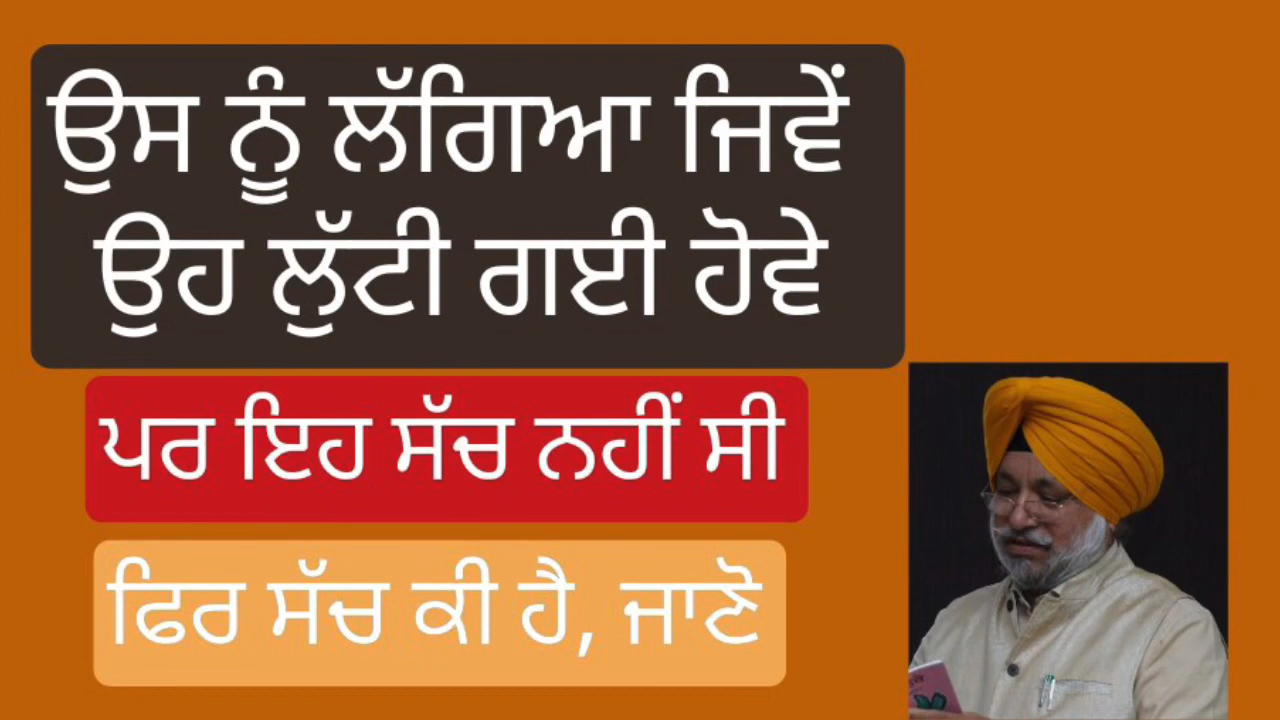 ਉਸ ਨੂੰ ਲੱਗਿਆ ਜਿਵੇਂ
ਉਹ ਲੁੱਟੀ ਗਈ ਹੋਵੇ
ਪਰ ਇਹ ਸੱਚ ਨਹੀਂ ਸੀ
ਫਿਰ ਸੱਚ ਕੀ ਹੈ, ਜਾਣੋ